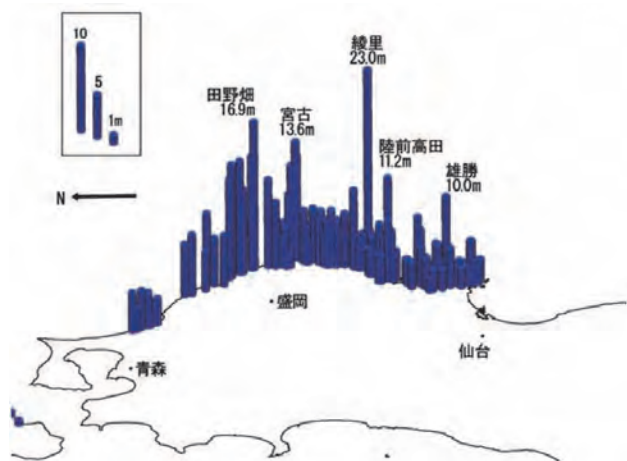 10
5
1m
N
田野畑
16.9m
宮古
13.6m
綾里
23.0m
陸前高田
11.2m
雄勝
10.0m
盛岡
仙台
青森